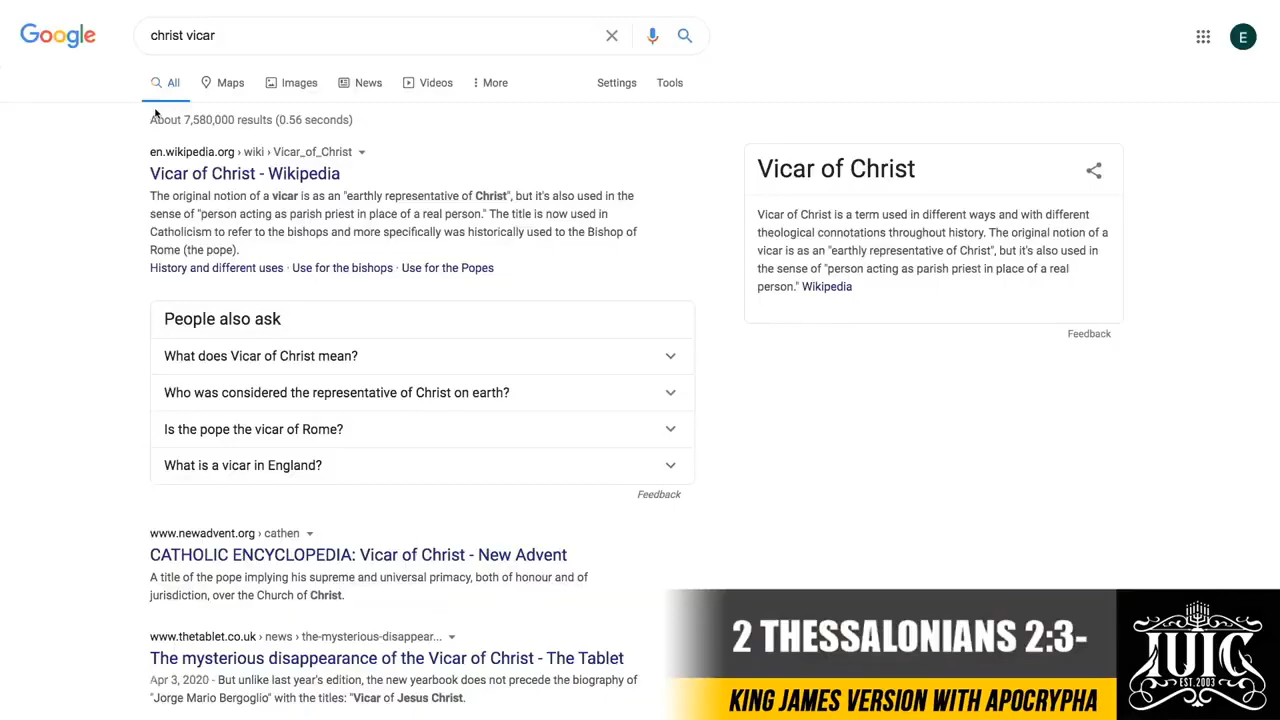 Google
christ vicar
E
All
Maps
Images
News
Videos
More
Settings
Tools
About 7,580,000 results (0.56 seconds)
en.wikipedia.org › wiki › Vicar_of_Christ
Vicar of Christ - Wikipedia
The original notion of a vicar is as an "earthly representative of Christ", but it's also used in the
sense of "person acting as parish priest in place of a real person." The title is now used in
Catholicism to refer to the bishops and more specifically was historically used to the Bishop of
Rome (the pope).
History and different uses · Use for the bishops · Use for the Popes
People also ask
What does Vicar of Christ mean?
Who was considered the representative of Christ on earth?
Is the pope the vicar of Rome?
What is a vicar in England?
Feedback
www.newadvent.org › cathen
CATHOLIC ENCYCLOPEDIA: Vicar of Christ - New Advent
A title of the pope implying his supreme and universal primacy, both of honour and of
jurisdiction, over the Church of Christ.
www.thetablet.co.uk › news › the-mysterious-disappear...
The mysterious disappearance of the Vicar of Christ - The Tablet
Apr 3, 2020 - But unlike last year's edition, the new yearbook does not precede the biography of
"Jorge Mario Bergoglio" with the titles: "Vicar of Jesus Christ.
Vicar of Christ
Vicar of Christ is a term used in different ways and with different
theological connotations throughout history. The original notion of a
vicar is as an "earthly representative of Christ", but it's also used in
the sense of "person acting as parish priest in place of a real
person." Wikipedia
Feedback
2 THESSALONIANS 2:3-
KING JAMES VERSION WITH APOCRYPHA
IUIC
EST. 2003